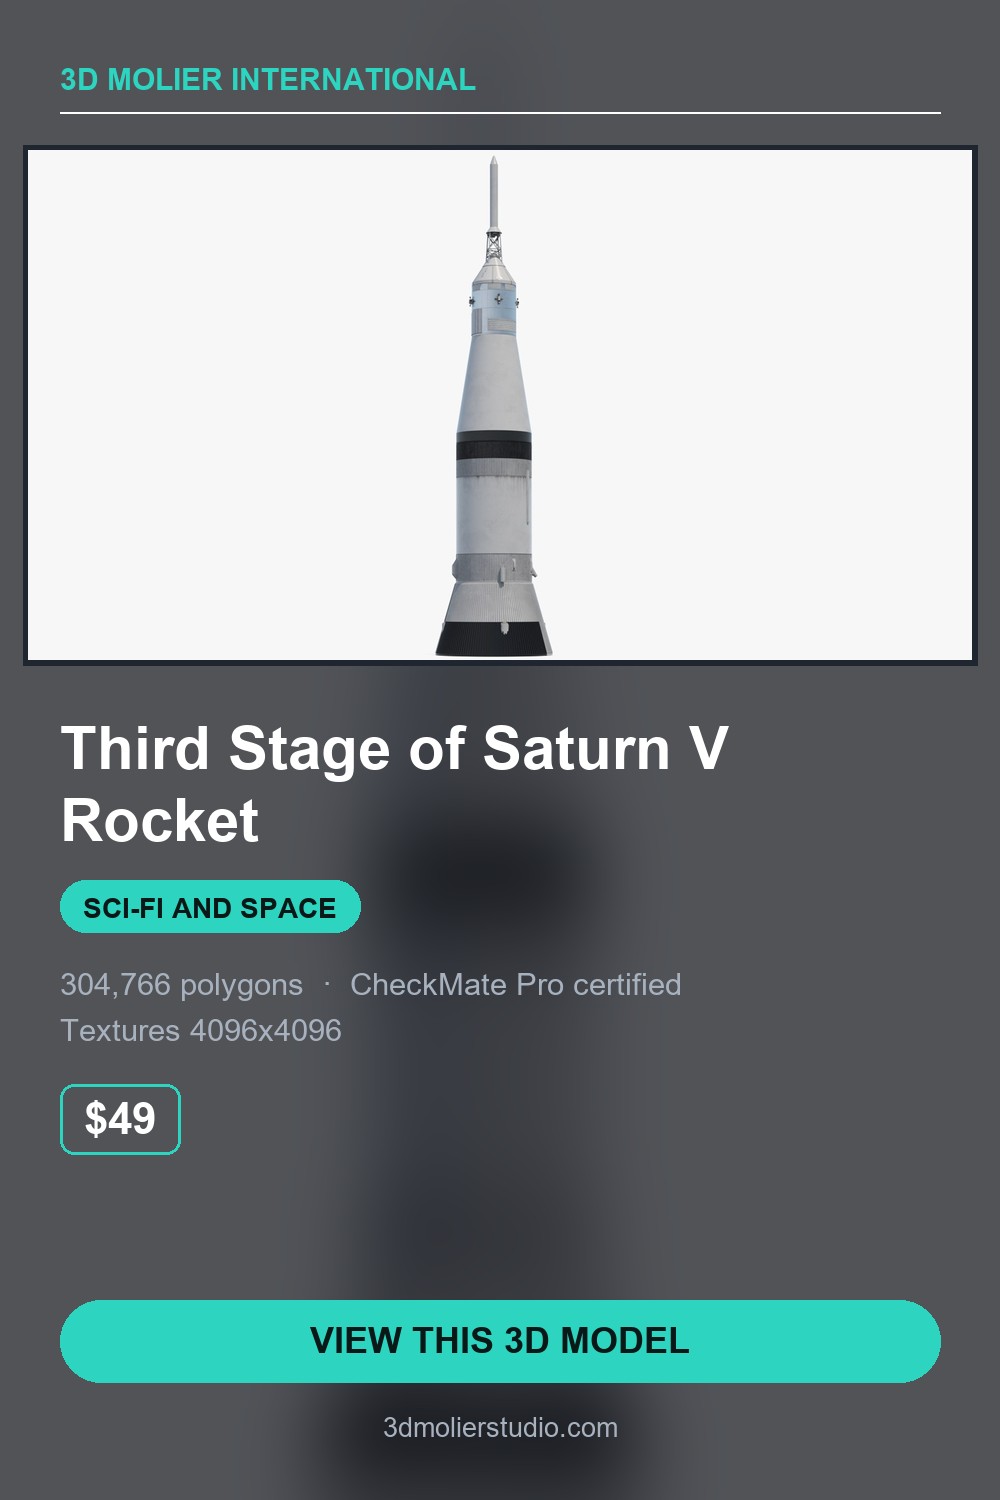 3D MOLIER INTERNATIONAL
Third Stage of Saturn V
Rocket
SCI-FI AND SPACE
304,766 polygons · CheckMate Pro certified
Textures 4096x4096
$49
VIEW THIS 3D MODEL
3dmolierstudio.com